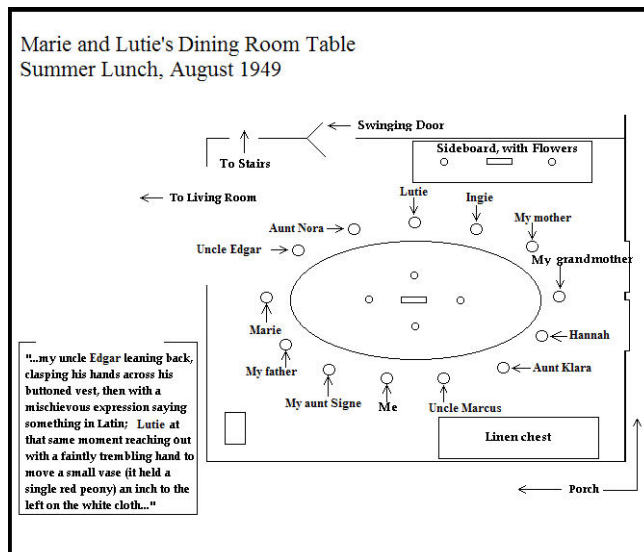 Marie and Lutie's Dining Room Table
Summer Lunch, August 1949
Swinging Door
To Stairs
Sideboard, with Flowers
To Living Room
Lutie
Ingie
Aunt Nora
My mother
Uncle Edgar
My grandmother
Marie
Hannah
My father
Aunt Klara
My aunt Signe
Me
Uncle Marcus
"...my uncle Edgar leaning back,
clasping his hands across his
buttoned vest, then with a
mischievous expression saying
something in Latin; Lutie at
that same moment reaching out
with a faintly trembling hand to
move a small vase (it held a
single red peony) an inch to the
left on the white cloth..."
Linen chest
Porch